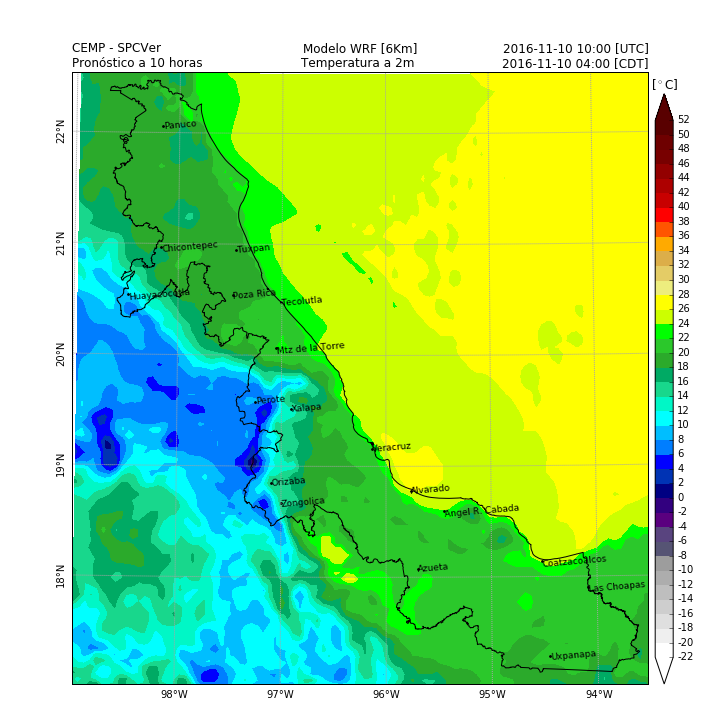 CEMP - SPCVer Modelo WRF [6Km] 2016-11-10 10:00 [UTC]
Pronóstico a 10 horas Temperatura a 2m 2016-11-10 04:00 [CDT]
[°C]
52
50
48
46
44
42
40
38
36
34
32
30
28
26
24
22
20
18
16
14
12
10
8
6
4
2
0
-2
-4
-6
-8
-10
-12
-14
-16
-18
-20
-22
22°N
21°N
20°N
19°N
18°N
Panuco
Chicontepec
Tuxpan
Huayacocotla
Poza Rica
Tecolutla
Mtz de la Torre
Perote
Xalapa
Veracruz
Orizaba
Alvarado
Zongolica
Angel R. Cabada
Azueta
Coatzacoalcos
Las Choapas
Uxpanapa
98°W 97°W 96°W 95°W 94°W